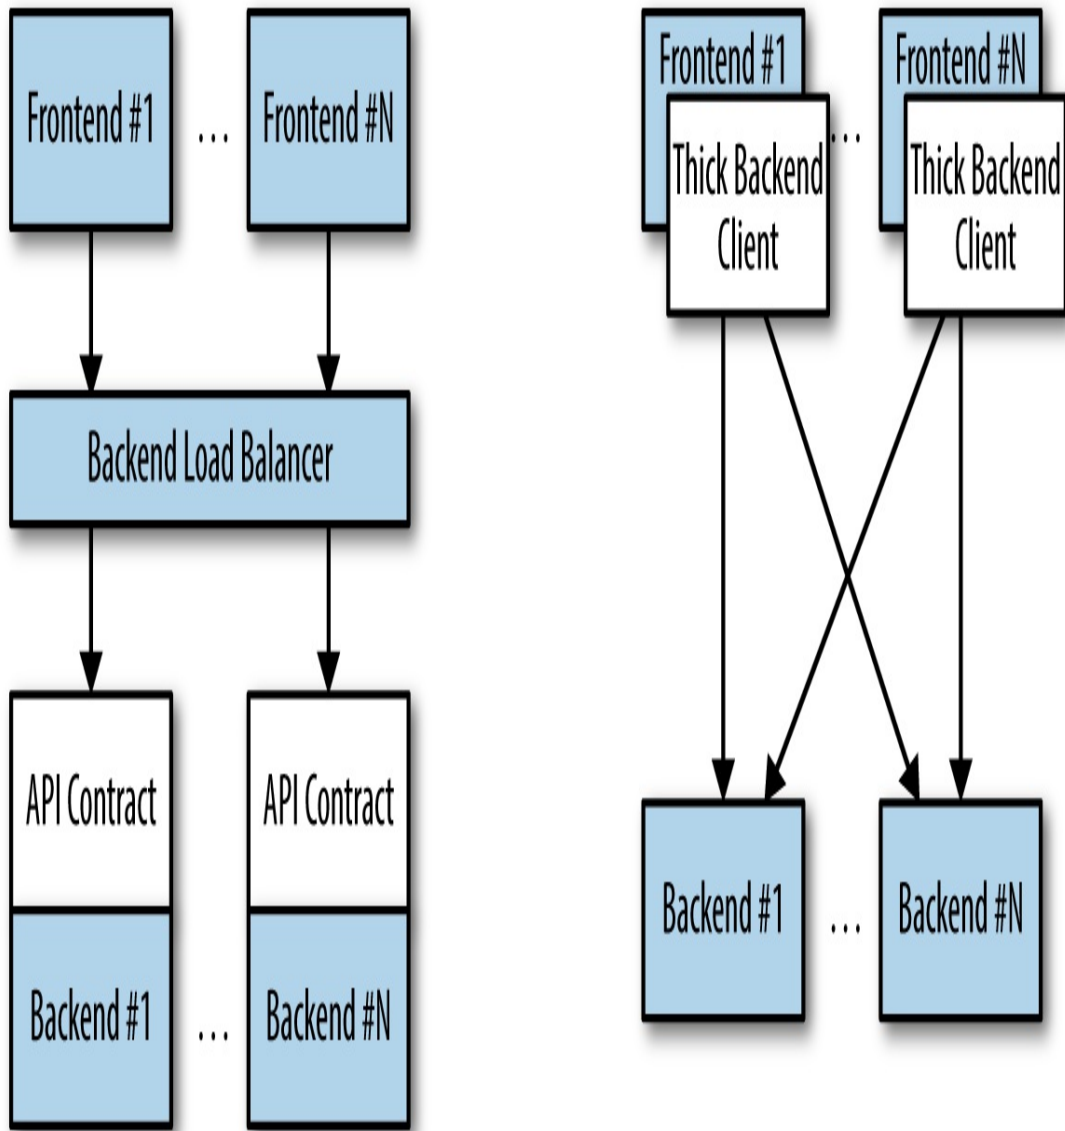 Frontend #1
...
Frontend #N
Backend Load Balancer
API Contract
API Contract
Backend #1
...
Backend #N
Frontend #1
...
Frontend #N
Thick Backend
Client
Thick Backend
Client
Backend #1
...
Backend #N